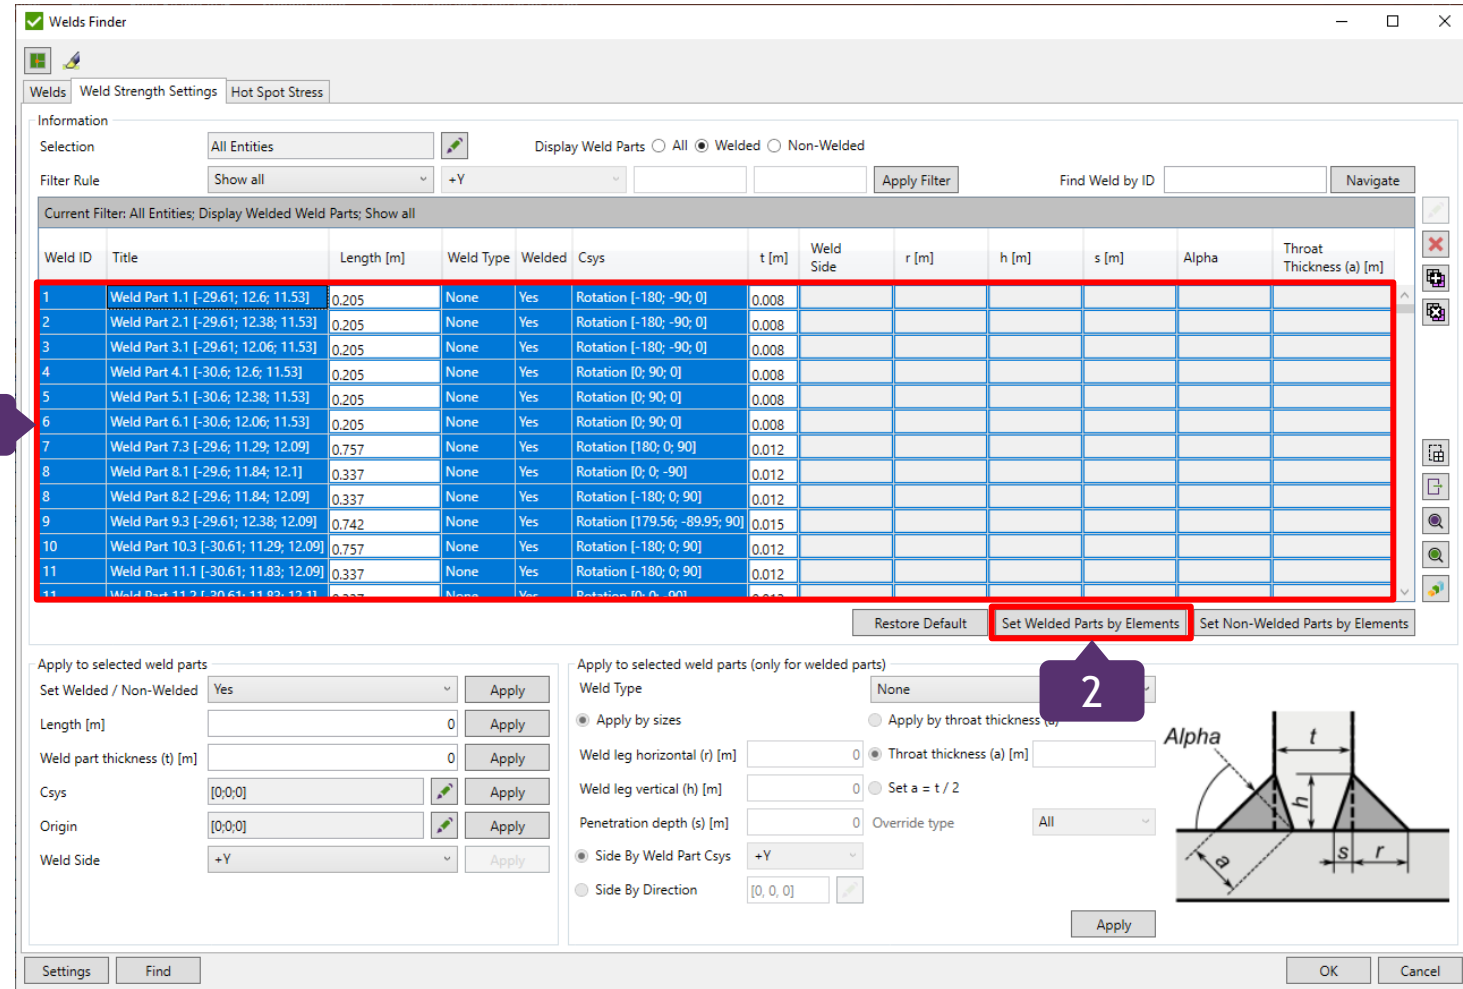 Welds Finder
Welds Weld Strength Settings Hot Spot Stress
Information
Selection All Entities Display Weld Parts All Welded Non-Welded
Filter Rule Show all +Y Apply Filter Find Weld by ID Navigate
Current Filter: All Entities; Display Welded Weld Parts; Show all
Weld ID Title Length [m] Weld Type Welded Csys t [m] Weld Side r [m] h [m] s [m] Alpha Throat Thickness (a) [m]
1 Weld Part 1.1 [-29.61; 12.6; 11.53] 0.205 None Yes Rotation [-180; -90; 0] 0.008
2 Weld Part 2.1 [-29.61; 12.38; 11.53] 0.205 None Yes Rotation [-180; -90; 0] 0.008
3 Weld Part 3.1 [-29.61; 12.06; 11.53] 0.205 None Yes Rotation [-180; -90; 0] 0.008
4 Weld Part 4.1 [-30.6; 12.6; 11.53] 0.205 None Yes Rotation [0; 90; 0] 0.008
5 Weld Part 5.1 [-30.6; 12.38; 11.53] 0.205 None Yes Rotation [0; 90; 0] 0.008
6 Weld Part 6.1 [-30.6; 12.06; 11.53] 0.205 None Yes Rotation [0; 90; 0] 0.008
7 Weld Part 7.3 [-29.6; 11.29; 12.09] 0.757 None Yes Rotation [180; 0; 90] 0.012
8 Weld Part 8.1 [-29.6; 11.84; 12.1] 0.337 None Yes Rotation [0; 0; -90] 0.012
8 Weld Part 8.2 [-29.6; 11.84; 12.09] 0.337 None Yes Rotation [-180; 0; 90] 0.012
9 Weld Part 9.3 [-29.61; 12.38; 12.09] 0.742 None Yes Rotation [179.56; -89.95; 90] 0.015
10 Weld Part 10.3 [-30.61; 11.29; 12.09] 0.757 None Yes Rotation [-180; 0; 90] 0.012
11 Weld Part 11.1 [-30.61; 11.83; 12.09] 0.337 None Yes Rotation [-180; 0; 90] 0.012
11 Weld Part 11.2 [-30.61; 11.83; 12.1] 0.337 None Yes Rotation [0; 0; -90] 0.012
Restore Default Set Welded Parts by Elements Set Non-Welded Parts by Elements
2
Apply to selected weld parts
Set Welded / Non-Welded Yes Apply
Length [m] 0 Apply
Weld part thickness (t) [m] 0 Apply
Csys [0;0;0] Apply
Origin [0;0;0] Apply
Weld Side +Y Apply
Apply to selected weld parts (only for welded parts)
Weld Type None
Apply by sizes Apply by throat thickness (a)
Weld leg horizontal (r) [m] 0 Throat thickness (a) [m]
Weld leg vertical (h) [m] 0 Set a = t / 2
Penetration depth (s) [m] 0 Override type All
Side By Weld Part Csys +Y
Side By Direction [0, 0, 0]
Apply
Alpha t
h
a s r
Settings Find OK Cancel